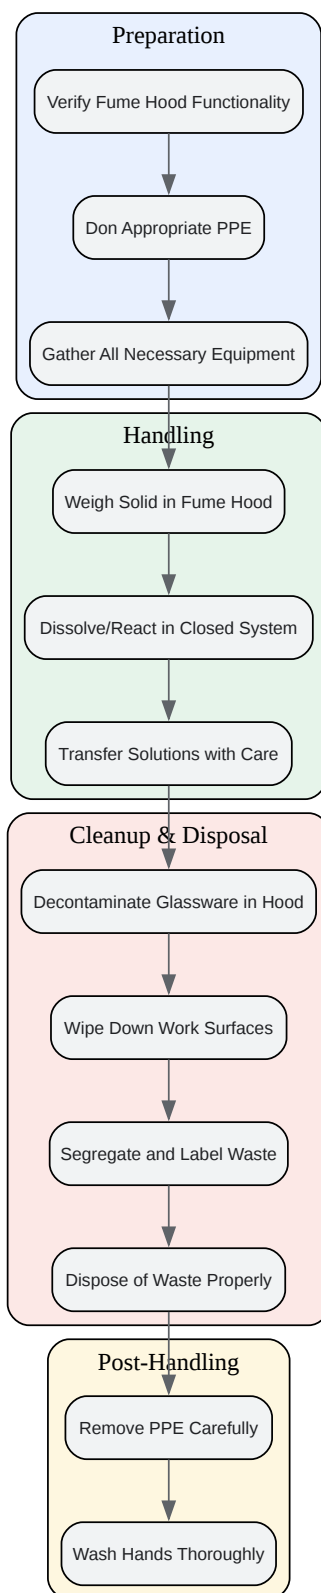 Preparation
Verify Fume Hood Functionality
Don Appropriate PPE
Gather All Necessary Equipment
Handling
Weigh Solid in Fume Hood
Dissolve/React in Closed System
Transfer Solutions with Care
Cleanup & Disposal
Decontaminate Glassware in Hood
Wipe Down Work Surfaces
Segregate and Label Waste
Dispose of Waste Properly
Post-Handling
Remove PPE Carefully
Wash Hands Thoroughly